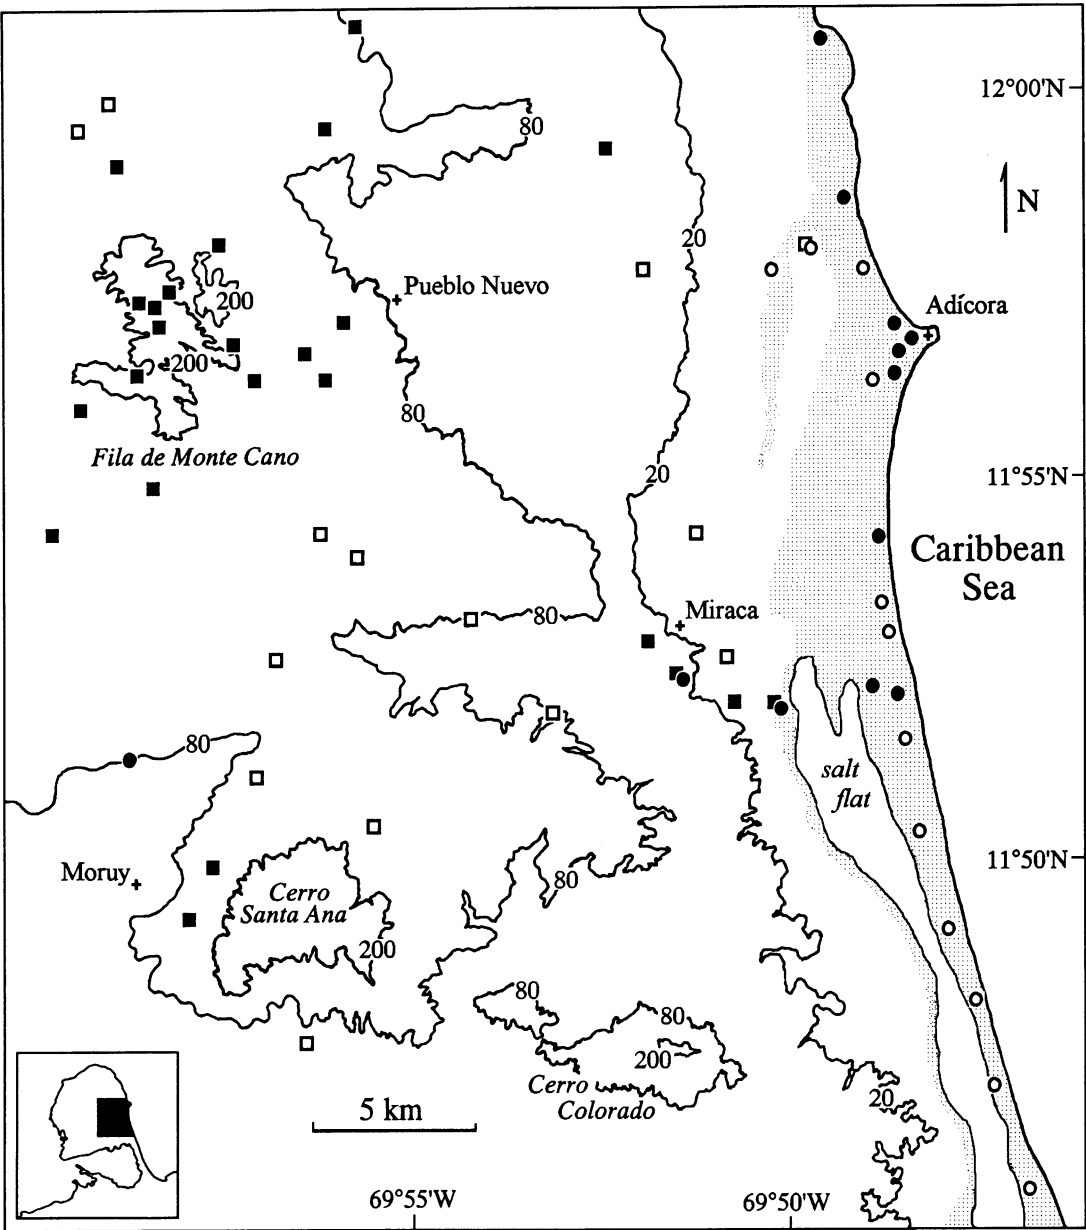 12°00'N
80
N
20
Pueblo Nuevo
200
Adícora
200
80
Fila de Monte Cano
20
11°55'N
Caribbean
Sea
Miraca
80
80
salt
flat
11°50'N
Moruy
80
Cerro
Santa Ana
200
80
80
200
Cerro
Colorado
20
5 km
69°55'W
69°50'W